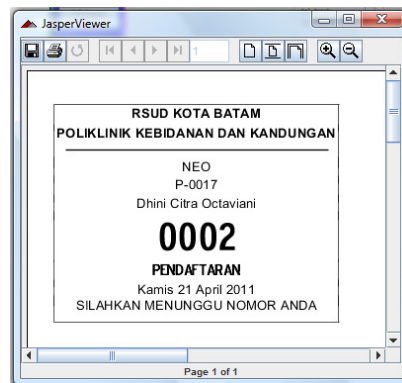 JasperViewer
1
RSUD KOTA BATAM
POLIKLINIK KEBIDANAN DAN KANDUNGAN
NEO
P-0017
Dhini Citra Octaviani
0002
PENDAFTARAN
Kamis 21 April 2011
SILAHKAN MENUNGGU NOMOR ANDA
Page 1 of 1